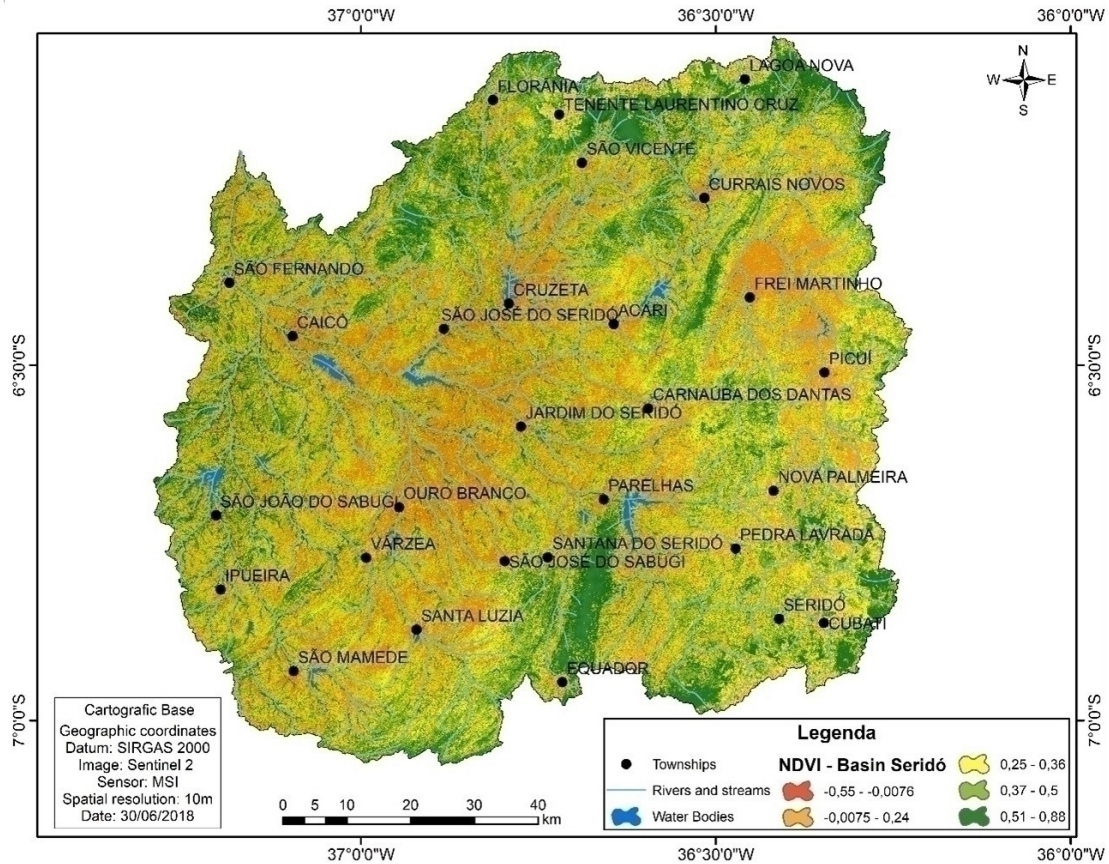 37°0'0"W 36°30'0"W 36°0'0"W
N
W E
S
LAGOA NOVA
FLORÂNIA
TENENTE LAURENTINO CRUZ
SÃO VICENTE
CURRAIS NOVOS
SÃO FERNANDO
FREI MARTINHO
CRUZETA
SÃO JOSÉ DO SERIDÓ
ACARI
CAICÓ
6°30'0"S
6°30'0"S
PICUÍ
CARNAÚBA DOS DANTAS
JARDIM DO SERIDÓ
NOVA PALMEIRA
PARELHAS
OURO BRANCO
SÃO JOÃO DO SABUGI
PEDRA LAVRADA
VÁRZEA
SANTANA DO SERIDÓ
SÃO JOSÉ DO SABUGI
IPUEIRA
SERIDÓ
SANTA LUZIA
CUBATI
SÃO MAMEDE
EQUADOR
7°0'0"S
7°0'0"S
Cartografic Base
Geographic coordinates
Datum: SIRGAS 2000
Image: Sentinel 2
Sensor: MSI
Spatial resolution: 10m
Date: 30/06/2018
0 5 10 20 30 40
km
Legenda
Townships
Rivers and streams
Water Bodies
NDVI - Basin Seridó
-0,55 - -0,0076
-0,0075 - 0,24
0,25 - 0,36
0,37 - 0,5
0,51 - 0,88
37°0'0"W 36°30'0"W 36°0'0"W